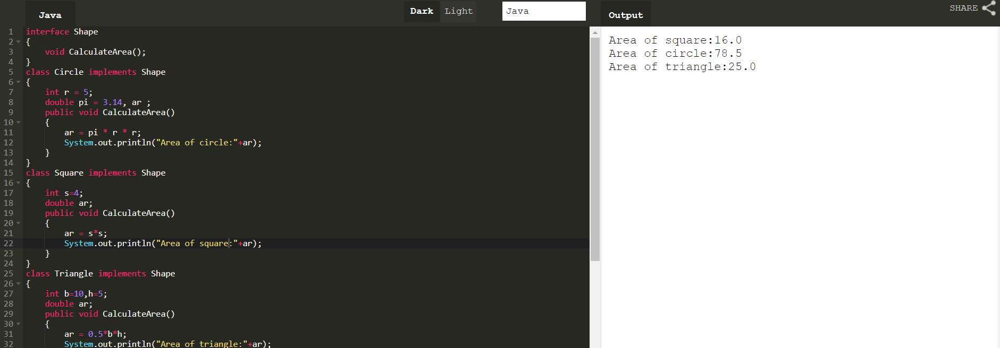 Java
Dark Light
Java
Output
SHARE
1 interface Shape
2 {
3     void CalculateArea();
4 }
5 class Circle implements Shape
6 {
7     int r = 5;
8     double pi = 3.14, ar ;
9     public void CalculateArea()
10     {
11         ar = pi * r * r;
12         System.out.println("Area of circle:"+ar);
13     }
14 }
15 class Square implements Shape
16 {
17     int s=4;
18     double ar;
19     public void CalculateArea()
20     {
21         ar = s*s;
22         System.out.println("Area of square:"+ar);
23     }
24 }
25 class Triangle implements Shape
26 {
27     int b=10,h=5;
28     double ar;
29     public void CalculateArea()
30     {
31         ar = 0.5*b*h;
32         System.out.println("Area of triangle:"+ar);
Area of square:16.0
Area of circle:78.5
Area of triangle:25.0